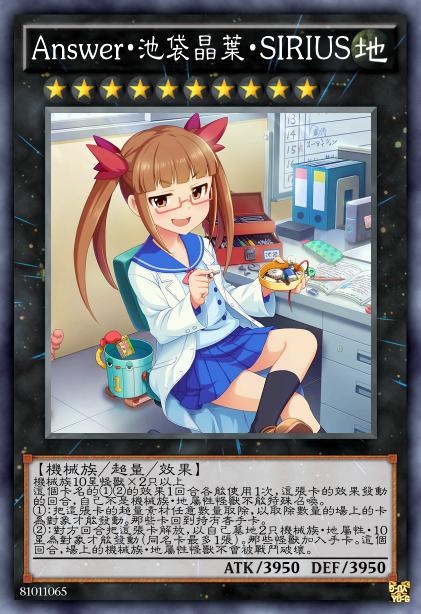 Answer·池袋晶葉·SIRIUS地
13
14
15
16
池袋
1
【機械族/超量/效果】
機械族10星怪獸×2只以上
這個卡名的①②的效果1回合各能使用1次，這張卡的效果發動
的回合，自己不是機械族·地屬性怪獸不能特殊召喚。
①：把這張卡的超量素材任意數量取除，以取除數量的場上的卡
為對象才能發動。那些卡回到持有者手卡。
②：對方回合把這張卡解放，以自己墓地2只機械族·地屬性·10
星為對象才能發動(同名卡最多1張)。那些怪獸加入手卡。這個
回合，場上的機械族·地屬性怪獸不會被戰鬥破壞。
ATK/3950 DEF/3950
81011065